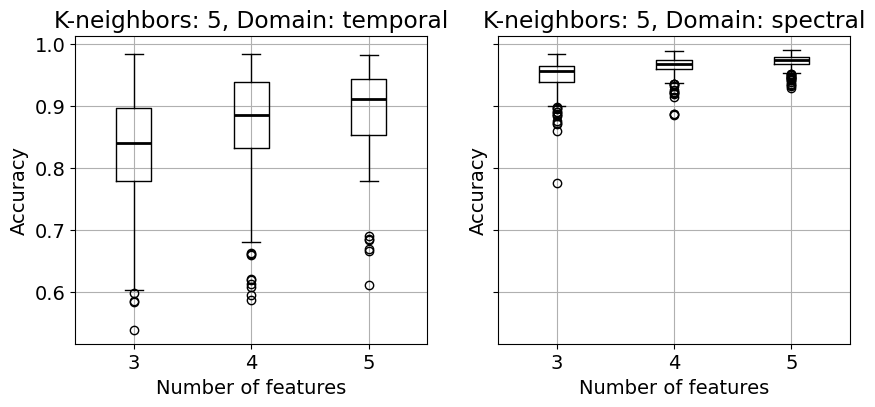 K-neighbors: 5, Domain: temporal
Accuracy
1.0
0.9
0.8
0.7
0.6
3 4 5
Number of features
K-neighbors: 5, Domain: spectral
Accuracy
3 4 5
Number of features